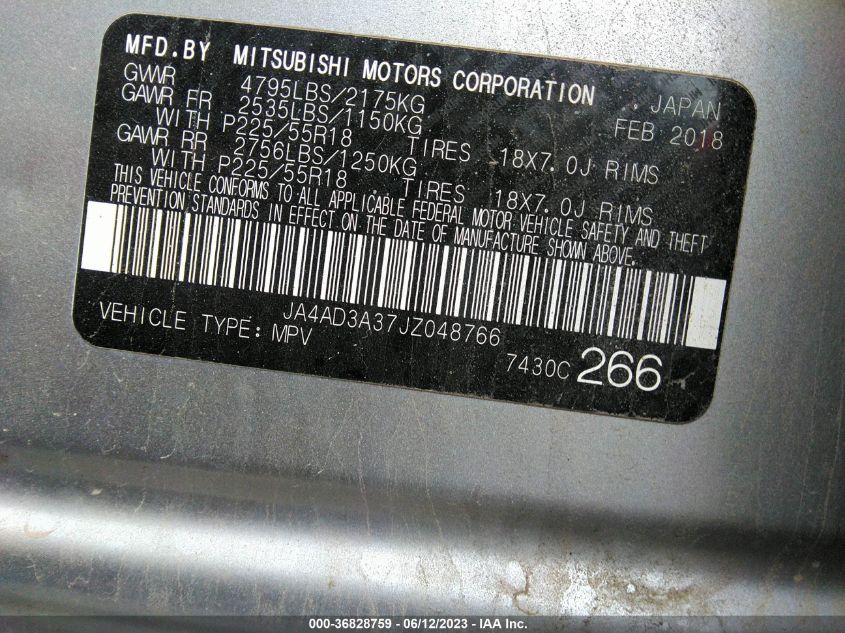 MFD.BY MITSUBISHI MOTORS CORPORATION JAPAN
GVWR 4795LBS/2175KG FEB 2018
GAWR FR 2535LBS/1150KG
WITH P225/55R18 TIRES 18X7.0J RIMS
GAWR RR 2756LBS/1250KG
WITH P225/55R18 TIRES 18X7.0J RIMS
THIS VEHICLE CONFORMS TO ALL APPLICABLE FEDERAL MOTOR VEHICLE SAFETY AND THEFT
PREVENTION STANDARDS IN EFFECT ON THE DATE OF MANUFACTURE SHOWN ABOVE.
JA4AD3A37JZ048766
VEHICLE TYPE: MPV
7430C 266
000-36828759 - 06/12/2023 - IAA Inc.